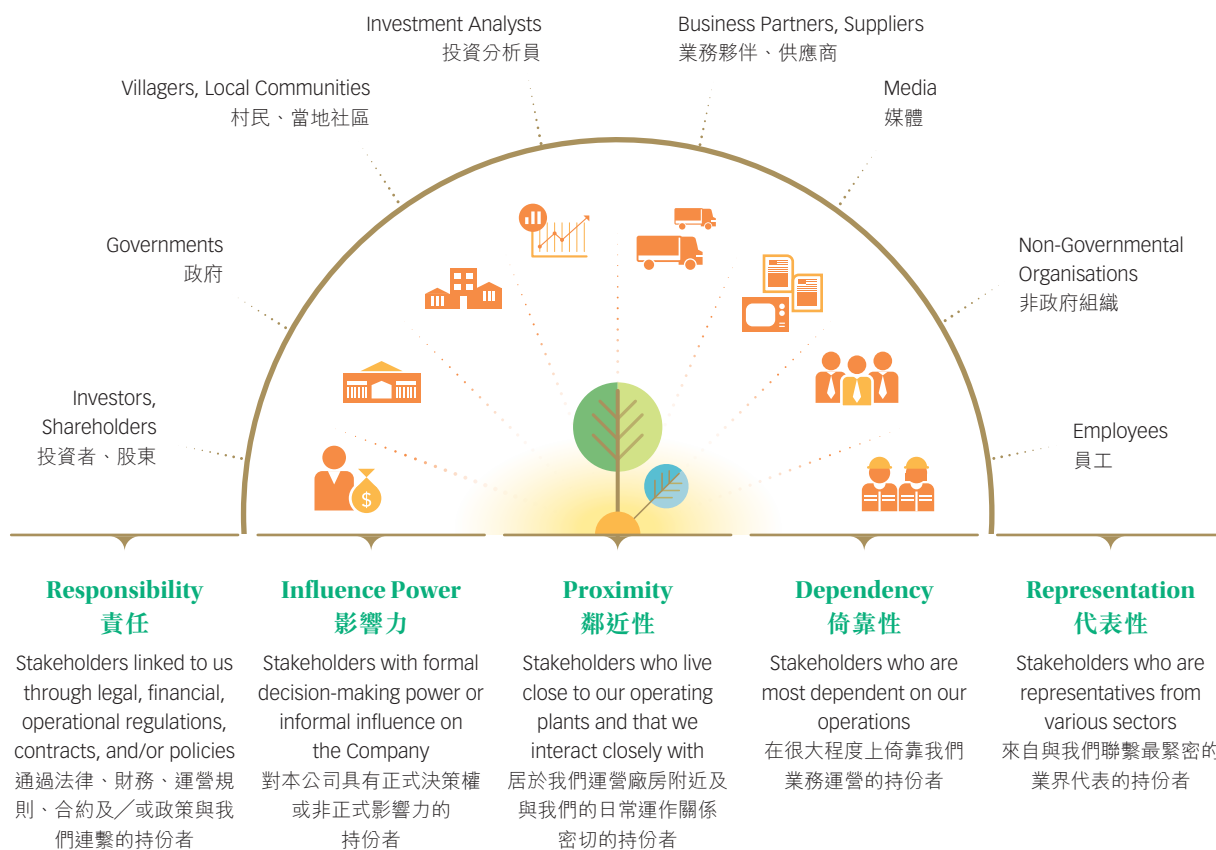 Investment Analysts
投資分析員
Business Partners, Suppliers
業務夥伴、供應商
Villagers, Local Communities
村民、當地社區
Media
媒體
Governments
政府
Non-Governmental
Organisations
非政府組織
Investors,
Shareholders
投資者、股東
Employees
員工
$
Responsibility
責任
Stakeholders linked to us
through legal, financial,
operational regulations,
contracts, and/or policies
通過法律、財務、運營規
則、合約及╱或政策與我
們連繫的持份者
Influence Power
影響力
Stakeholders with formal
decision-making power or
informal influence on
the Company
對本公司具有正式決策權
或非正式影響力的
持份者
Proximity
鄰近性
Stakeholders who live
close to our operating
plants and that we
interact closely with
居於我們運營廠房附近及
與我們的日常運作關係
密切的持份者
Dependency
倚靠性
Stakeholders who are
most dependent on our
operations
在很大程度上倚靠我們
業務運營的持份者
Representation
代表性
Stakeholders who are
representatives from
various sectors
來自與我們聯繫最緊密的
業界代表的持份者